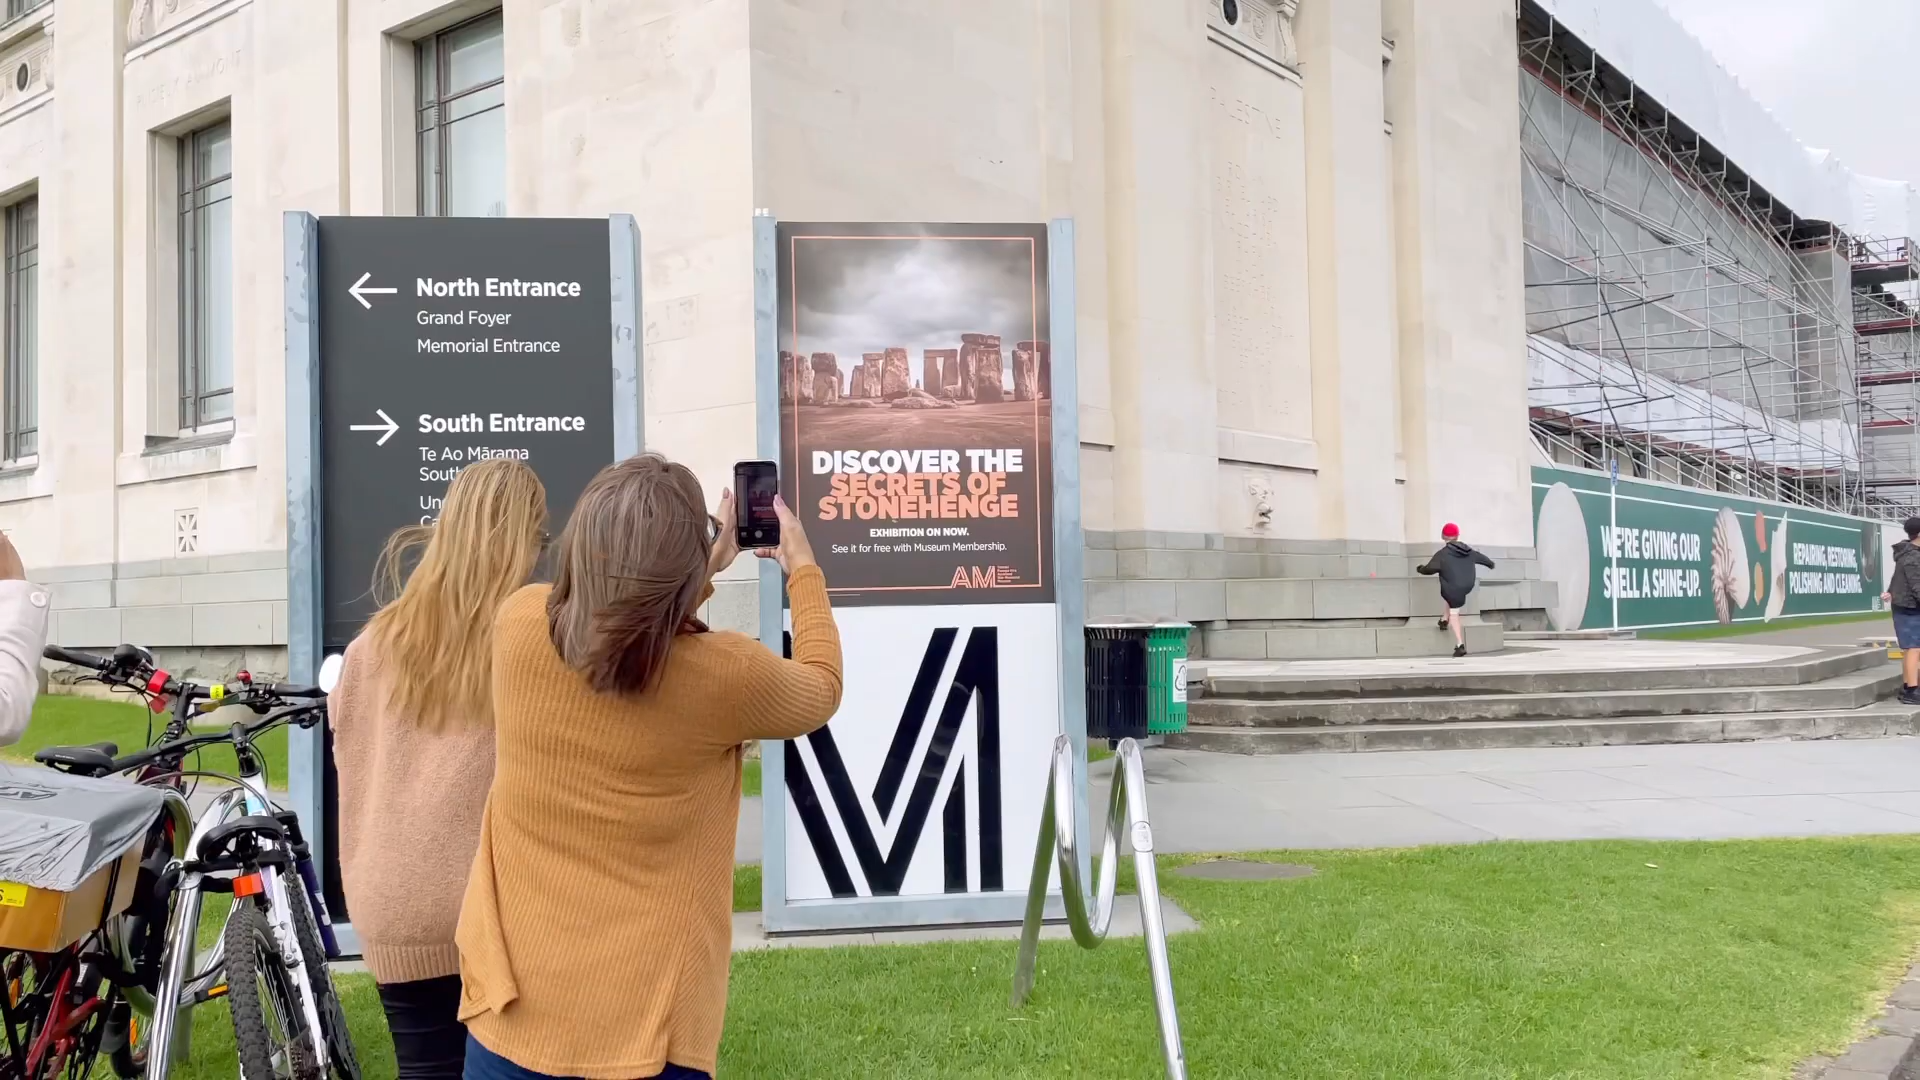 North Entrance
Grand Foyer
Memorial Entrance
South Entrance
Te Ao Mārama
South
DISCOVER THE
SECRETS OF
STONEHENGE
EXHIBITION ON NOW.
See it for free with Museum Membership.
AM
PALESTINE
WE'RE GIVING OUR
SHELL A SHINE-UP.
REPAIRING, RESTORING,
POLISHING AND CLEANING.